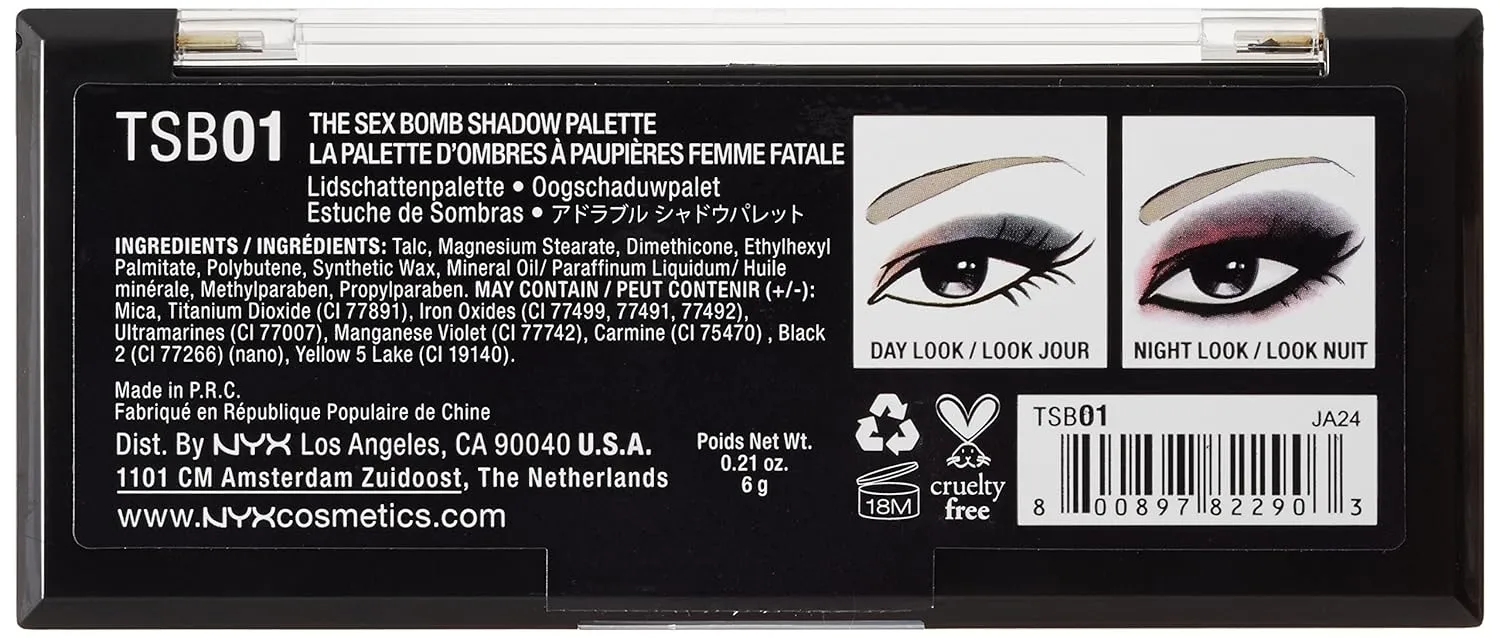 TSB01
THE SEX BOMB SHADOW PALETTE
LA PALETTE D'OMBRES À PAUPIÈRES FEMME FATALE
Lidschattenpalette • Oogschaduwpalet
Estuche de Sombras • アドラブル シャドウパレット
INGREDIENTS / INGRÉDIENTS: Talc, Magnesium Stearate, Dimethicone, Ethylhexyl
Palmitate, Polybutene, Synthetic Wax, Mineral Oil/ Paraffinum Liquidum/ Huile
minérale, Methylparaben, Propylparaben. MAY CONTAIN / PEUT CONTENIR (+/-):
Mica, Titanium Dioxide (CI 77891), Iron Oxides (CI 77499, 77491, 77492),
Ultramarines (CI 77007), Manganese Violet (CI 77742), Carmine (CI 75470) , Black
2 (CI 77266) (nano), Yellow 5 Lake (CI 19140).
Made in P.R.C.
Fabriqué en République Populaire de Chine
Dist. By NYX Los Angeles, CA 90040 U.S.A.
1101 CM Amsterdam Zuidoost, The Netherlands
www.NYXcosmetics.com
Poids Net Wt.
0.21 oz.
6 g
DAY LOOK / LOOK JOUR
NIGHT LOOK / LOOK NUIT
18M
cruelty
free
TSB01
JA24
8 00897 82290 3